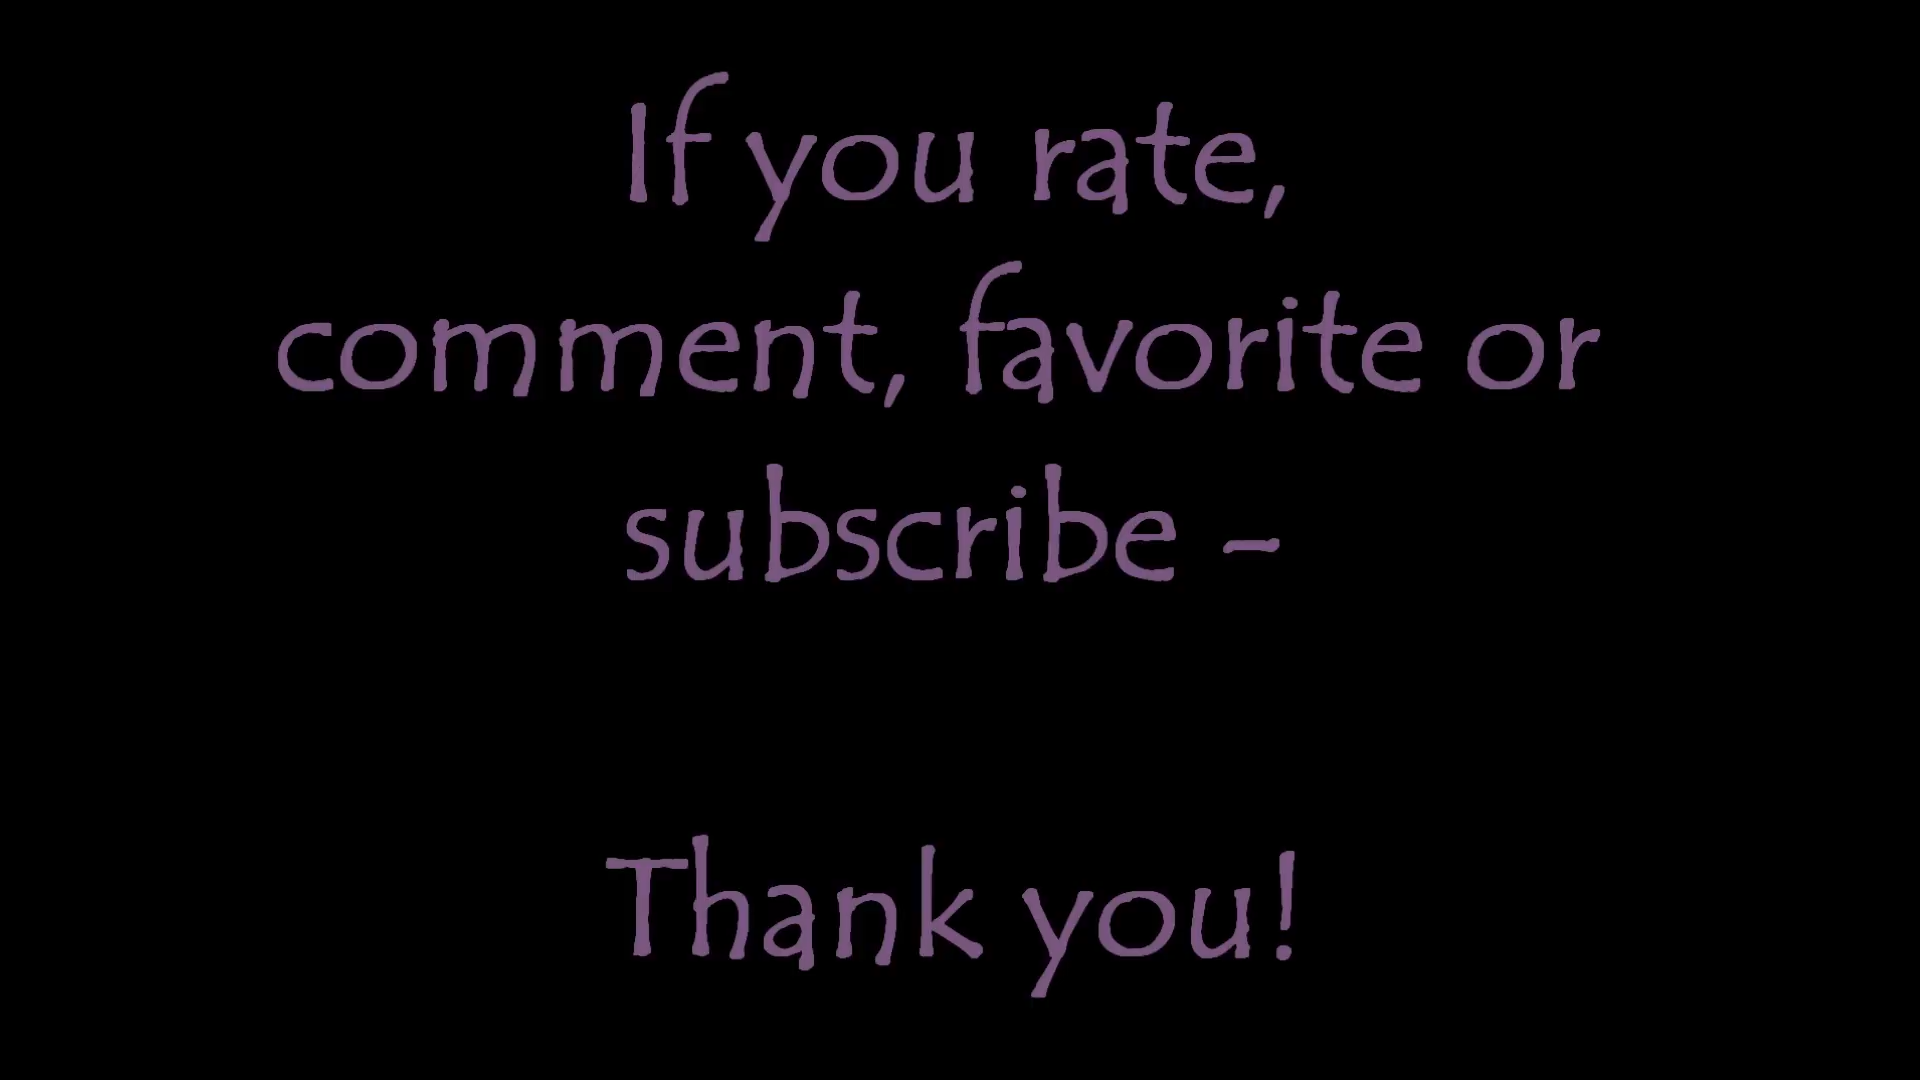 If you rate,
comment, favorite or
subscribe -
Thank you!